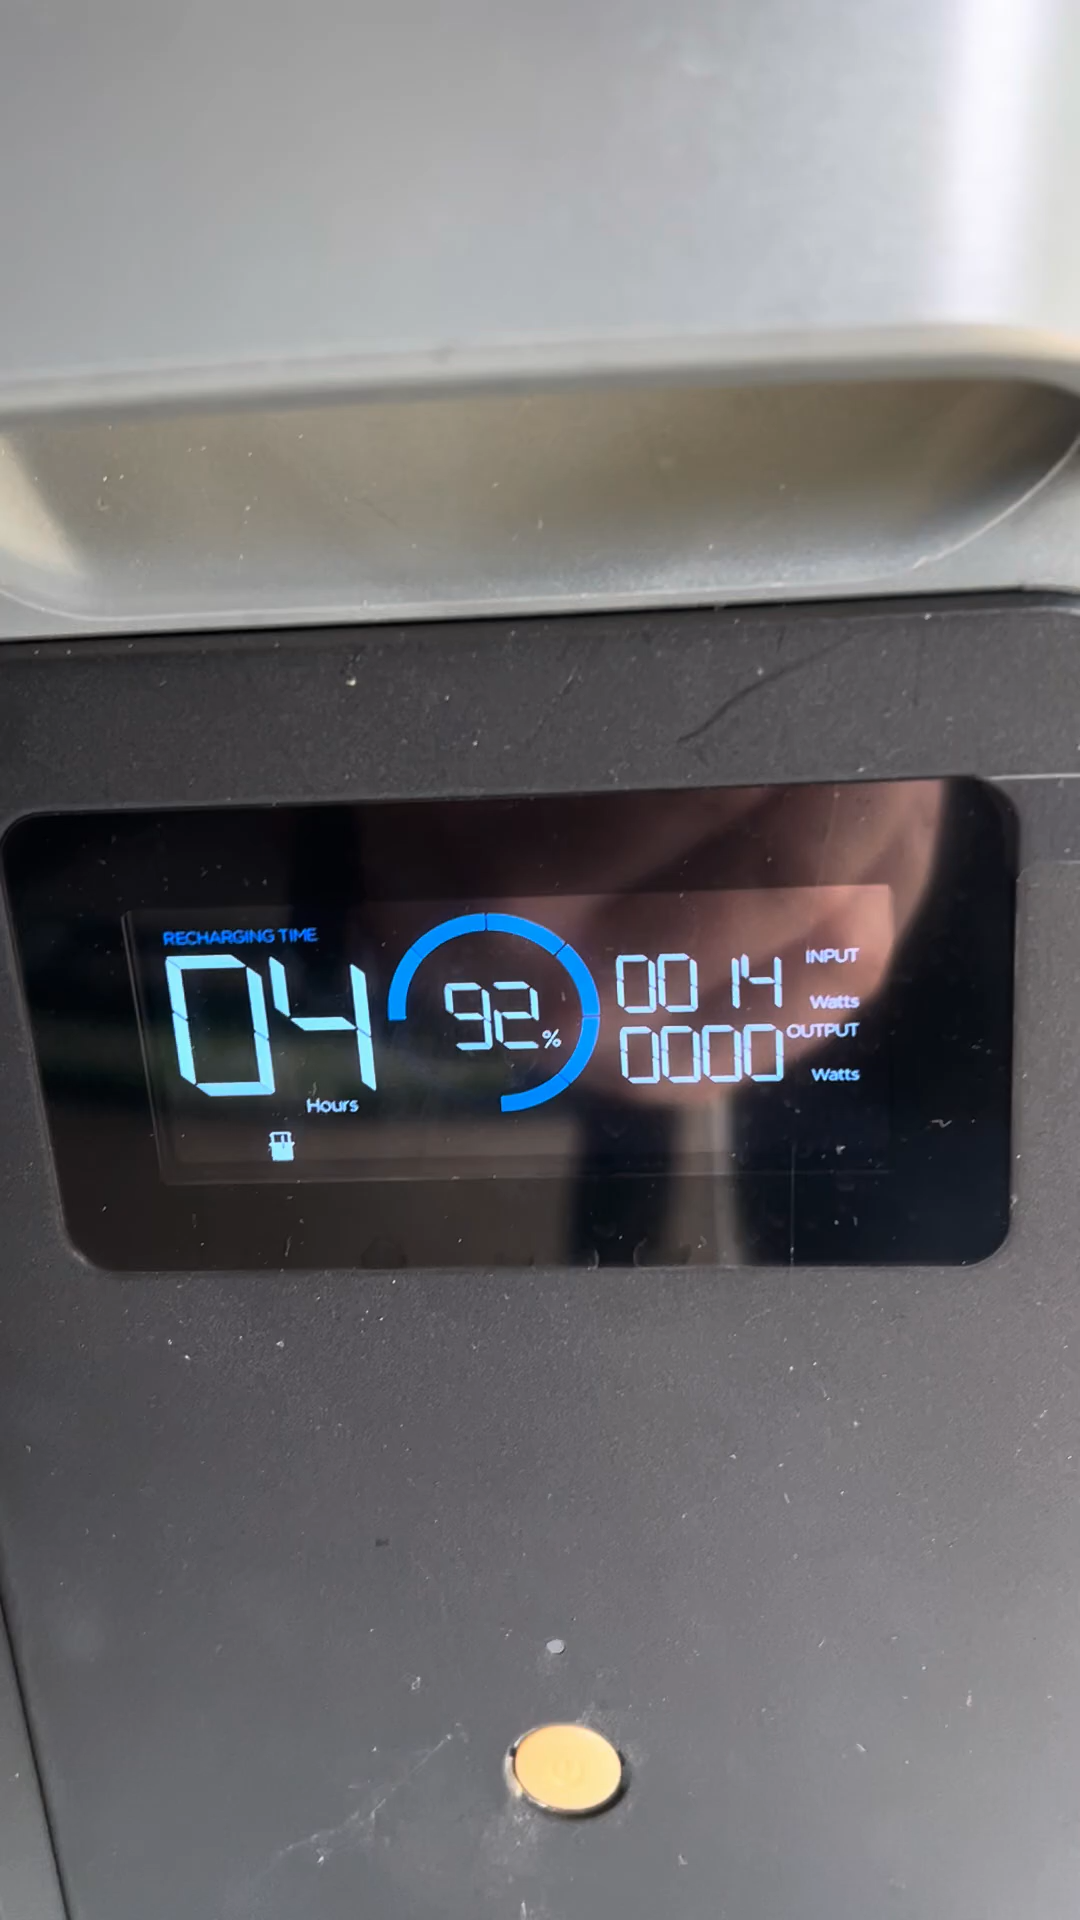 RECHARGING TIME
04
Hours
92%
0014 INPUT
Watts
0000 OUTPUT
Watts